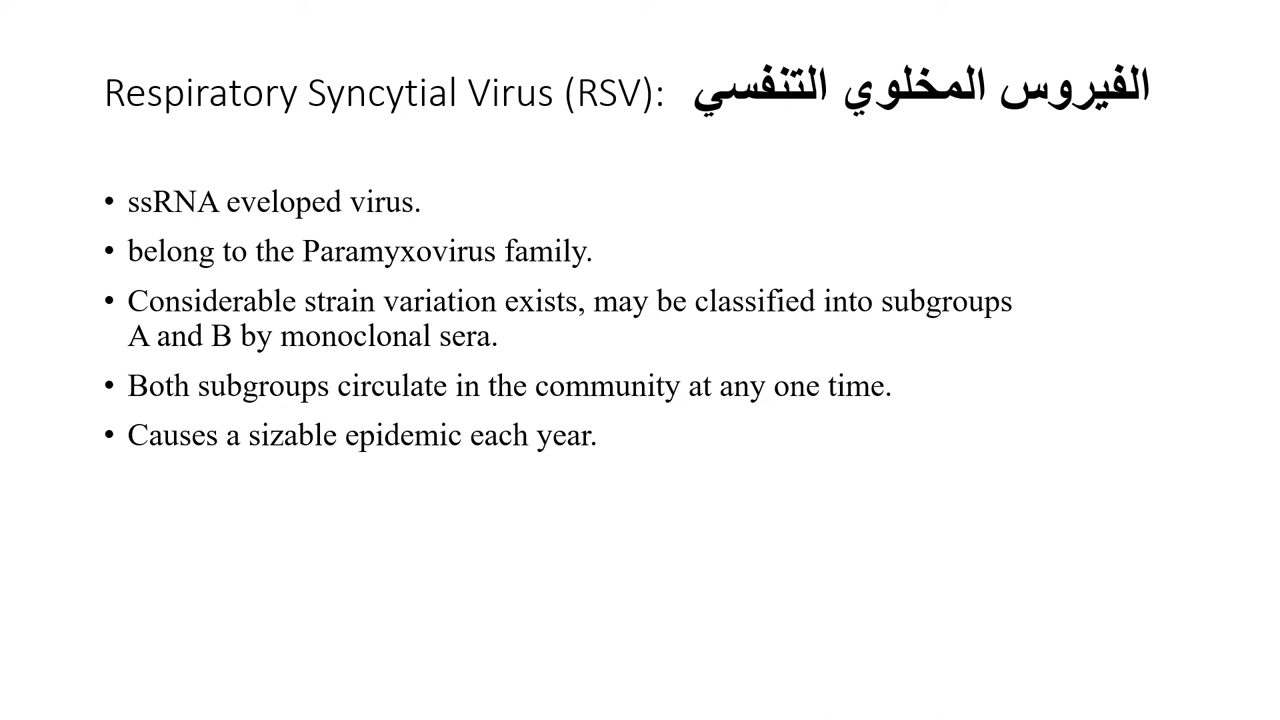 Respiratory Syncytial Virus (RSV): الفيروس المخلوي التنفسي
• ssRNA eveloped virus.
• belong to the Paramyxovirus family.
• Considerable strain variation exists, may be classified into subgroups
A and B by monoclonal sera.
• Both subgroups circulate in the community at any one time.
• Causes a sizable epidemic each year.